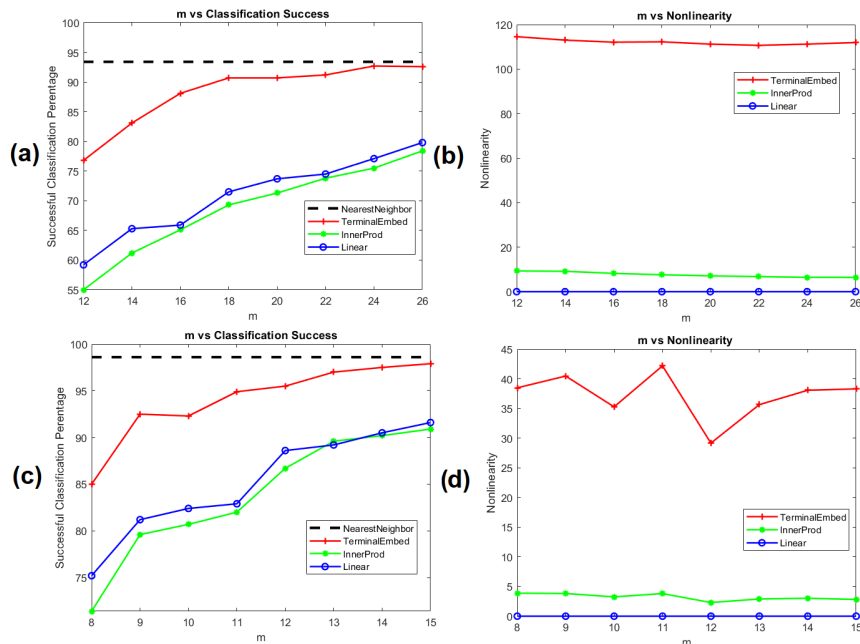 m vs Classification Success
Successful Classification Perentage
100
95
90
85
80
75
70
65
60
55
12 14 16 18 20 22 24 26
m
NearestNeighbor
TerminalEmbed
InnerProd
Linear
(a)
m vs Nonlinearity
Nonlinearity
120
100
80
60
40
20
0
12 14 16 18 20 22 24 26
m
TerminalEmbed
InnerProd
Linear
(b)
m vs Classification Success
Successful Classification Perentage
100
95
90
85
80
75
8 9 10 11 12 13 14 15
m
NearestNeighbor
TerminalEmbed
InnerProd
Linear
(c)
m vs Nonlinearity
Nonlinearity
45
40
35
30
25
20
15
10
5
0
8 9 10 11 12 13 14 15
m
TerminalEmbed
InnerProd
Linear
(d)